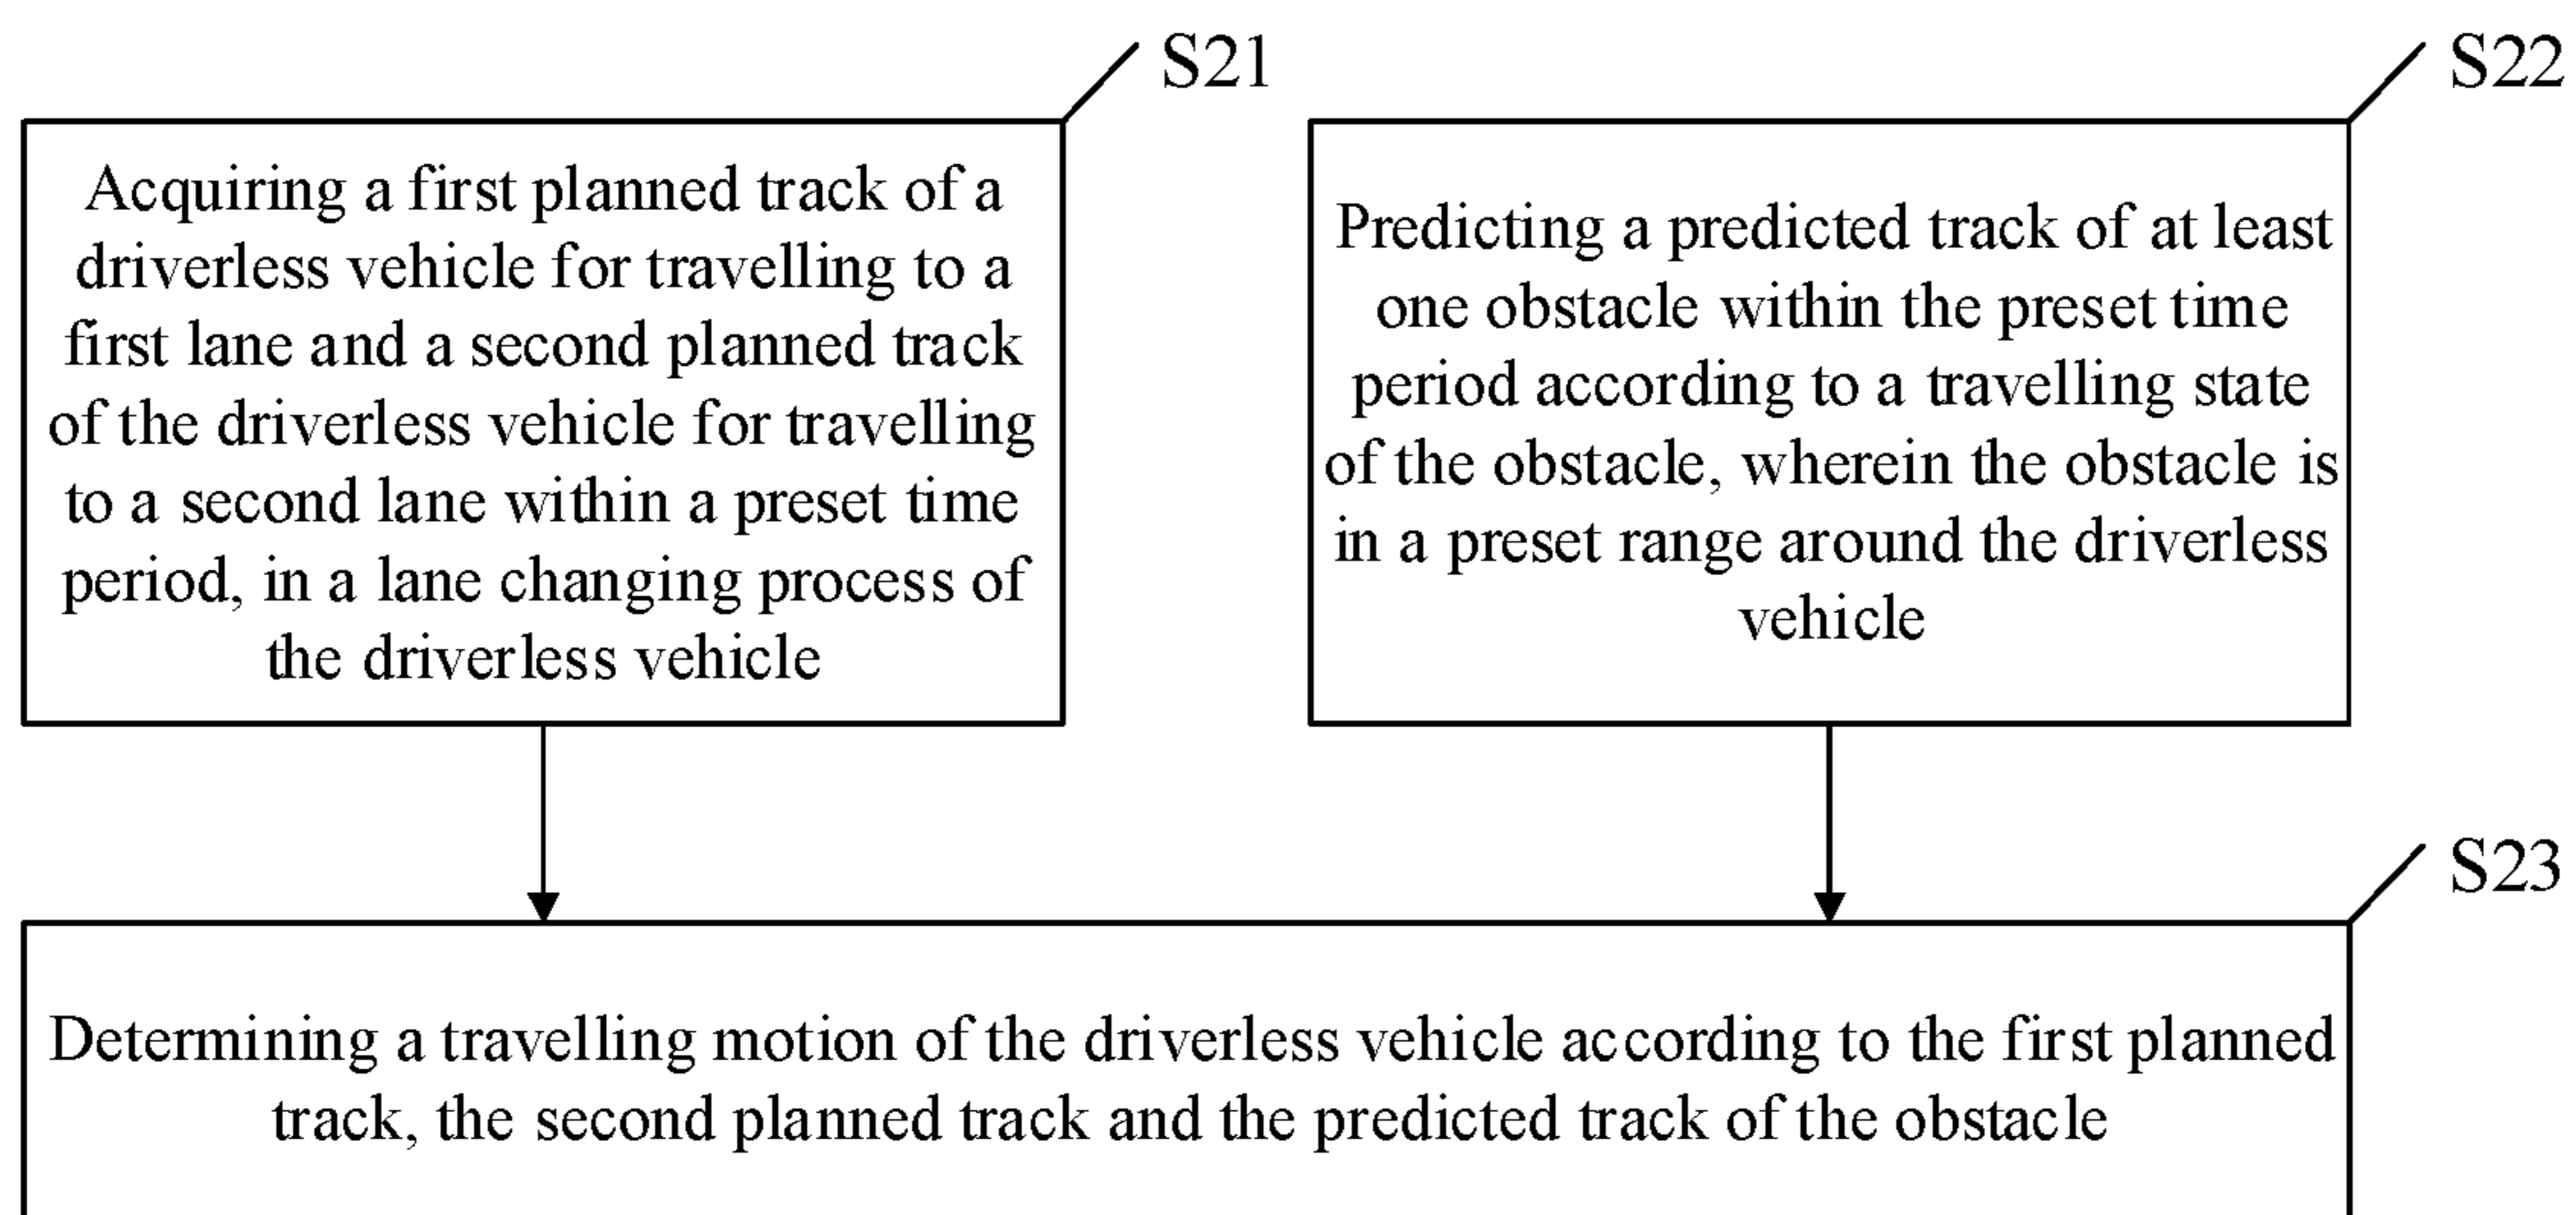 S21
Acquiring a first planned track of a
driverless vehicle for travelling to a
first lane and a second planned track
of the driverless vehicle for travelling
to a second lane within a preset time
period, in a lane changing process of
the driverless vehicle
S22
Predicting a predicted track of at least
one obstacle within the preset time
period according to a travelling state
of the obstacle, wherein the obstacle is
in a preset range around the driverless
vehicle
S23
Determining a travelling motion of the driverless vehicle according to the first planned
track, the second planned track and the predicted track of the obstacle